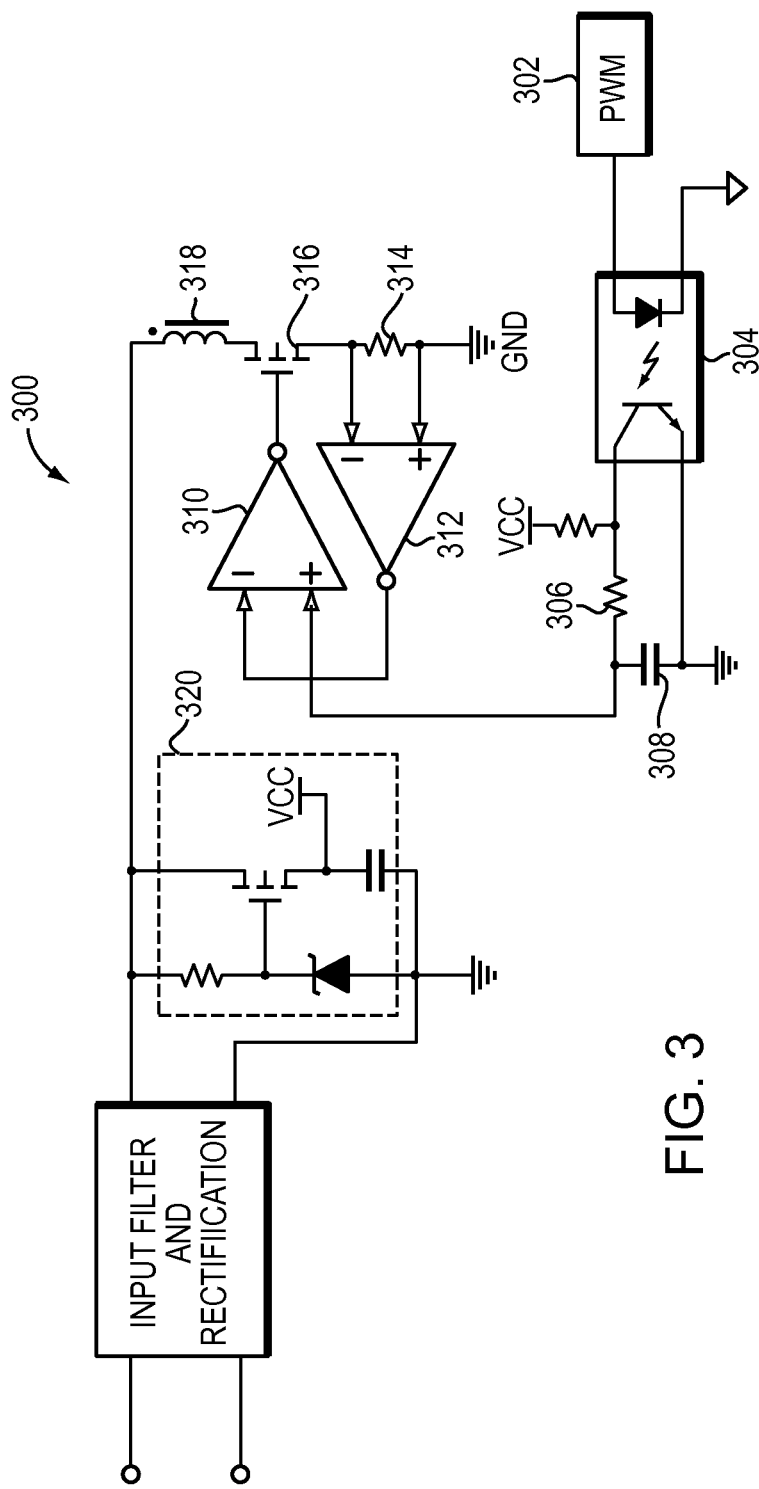 300
318
316
314
GND
310
312
320
VCC
INPUT FILTER
AND
RECTIFIICATION
VCC
306
308
304
302
PWM
FIG. 3